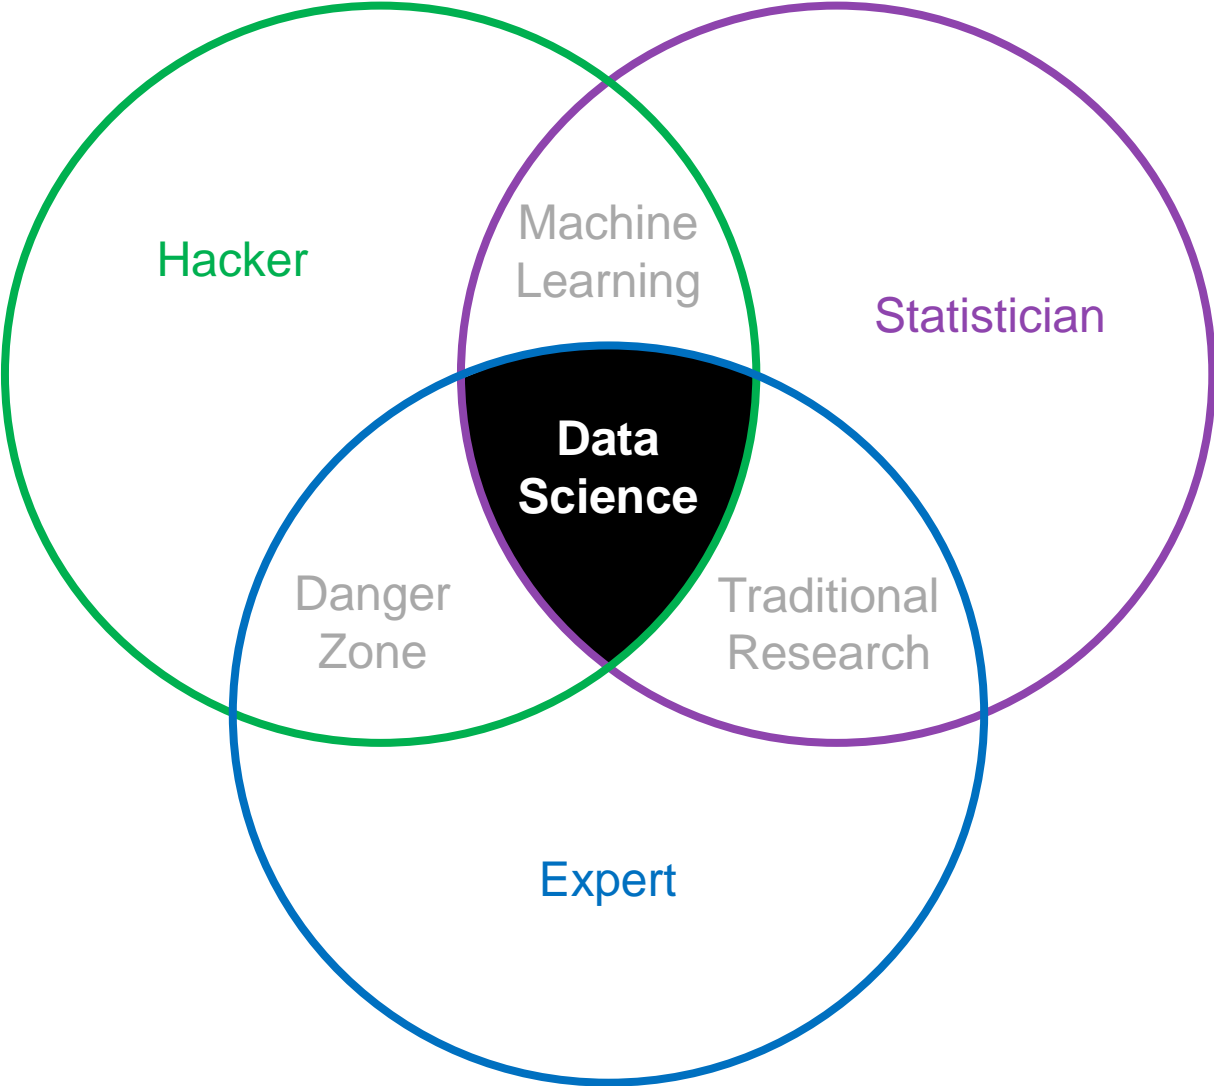 Machine
Learning
Hacker
Statistician
Data
Science
Danger
Zone
Traditional
Research
Expert